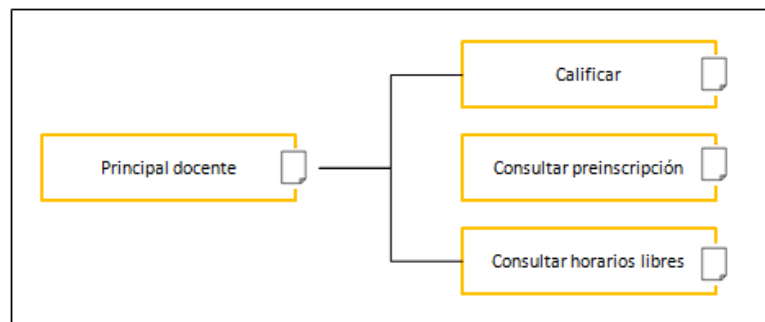 Calificar
Principal docente
Consultar preinscripción
Consultar horarios libres